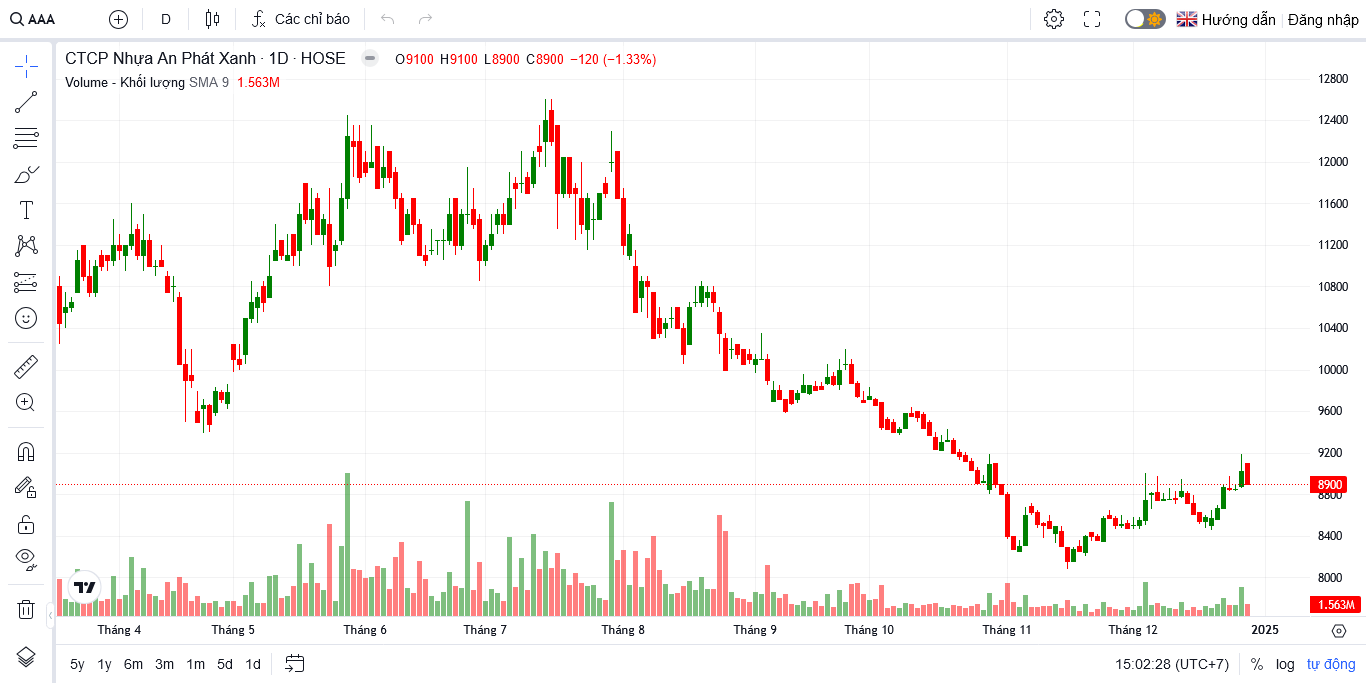 AAA D Các chỉ báo Hướng dẫn Đăng nhập
CTCP Nhựa An Phát Xanh · 1D · HOSE O9100 H9100 L8900 C8900 −120 (−1.33%)
Volume - Khối lượng SMA 9 1.563M
12800
12400
12000
11600
11200
10800
10400
10000
9600
9200
8900
8800
8400
8000
1.563M
Tháng 4 Tháng 5 Tháng 6 Tháng 7 Tháng 8 Tháng 9 Tháng 10 Tháng 11 Tháng 12 2025
5y 1y 6m 3m 1m 5d 1d 15:02:28 (UTC+7) % log tự động